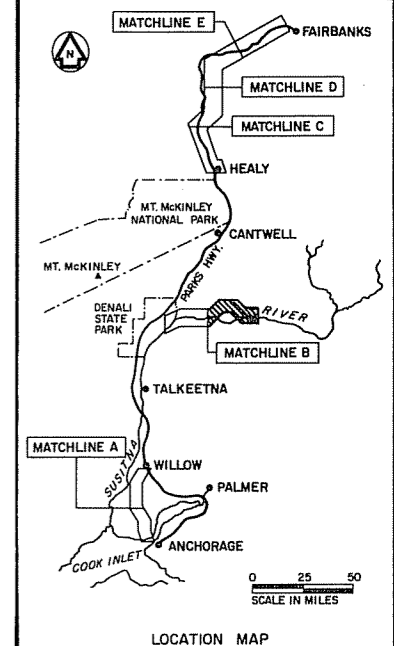 MATCHLINE E
FAIRBANKS
N
MATCHLINE D
MATCHLINE C
HEALY
MT. McKINLEY
NATIONAL PARK
CANTWELL
MT. McKINLEY
PARKS HWY.
DENALI
STATE
PARK
RIVER
MATCHLINE B
TALKEETNA
MATCHLINE A
WILLOW
SUSITNA
PALMER
COOK INLET
ANCHORAGE
0 25 50
SCALE IN MILES
LOCATION MAP